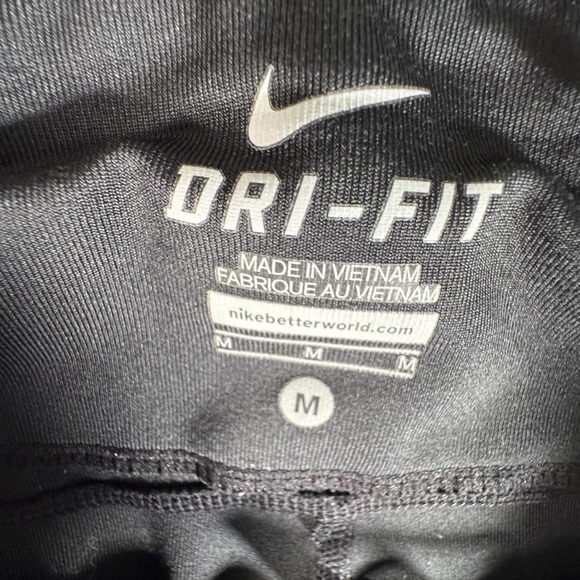 DRI-FIT
MADE IN VIETNAM
FABRIQUE AU VIETNAM
nikebetterworld.com
M M M
M